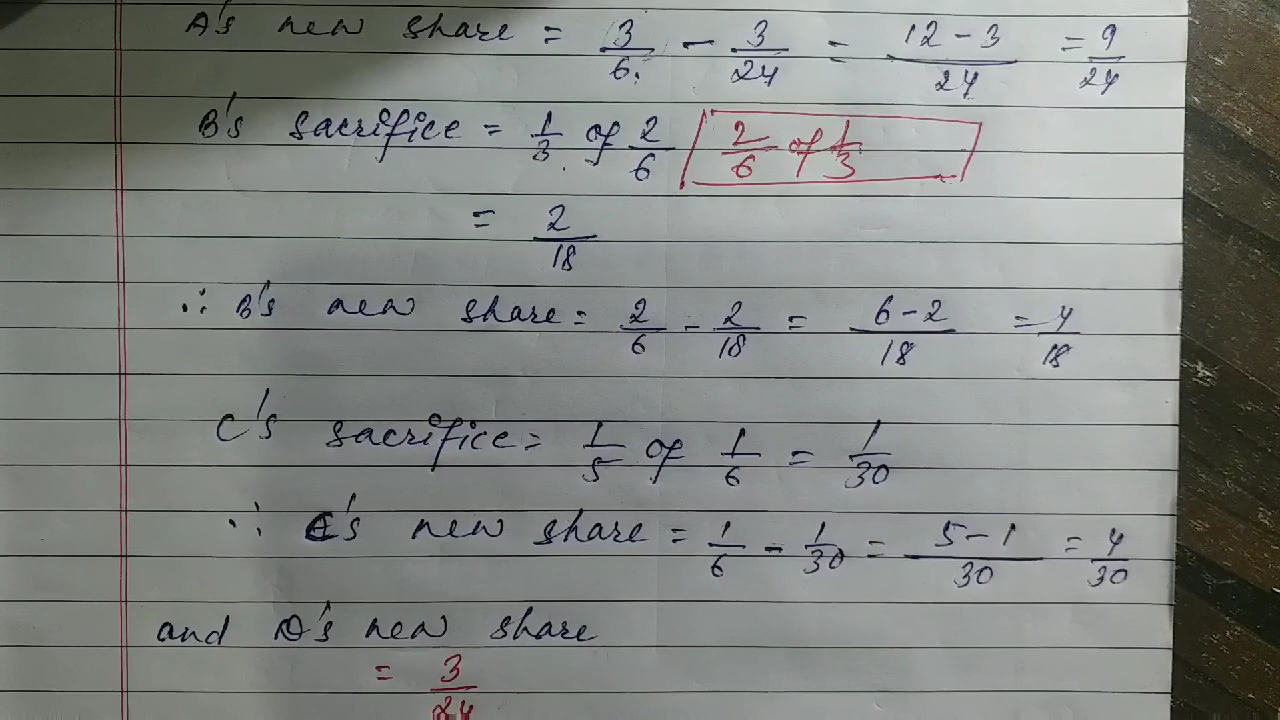 A's new share = 3/6. - 3/24 = 12 - 3/24 = 9/24
B's sacrifice = 1/3. of 2/6 2/6 of 1/3
= 2/18
∴ B's new share = 2/6 - 2/18 = 6 - 2/18 = 4/18
C's sacrifice = 1/5 of 1/6 = 1/30
∴ C's new share = 1/6 - 1/30 = 5 - 1/30 = 4/30
and D's new share
= 3/24